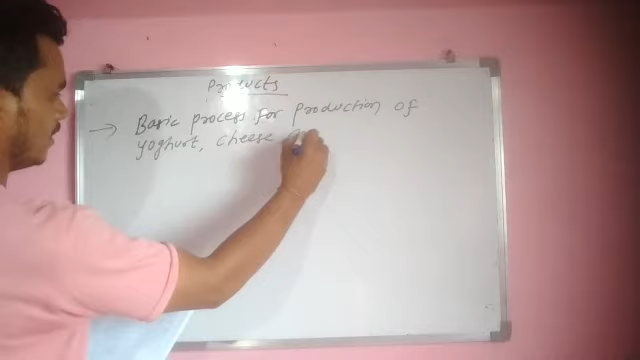 Products
→ Basic process for production of
yoghurt, cheese